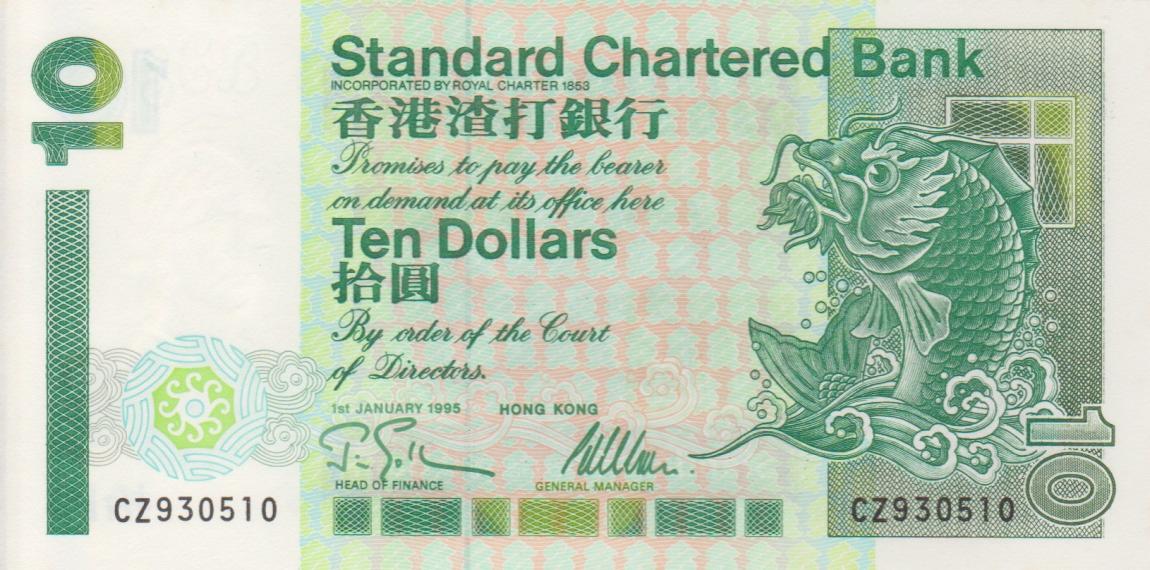 10
Standard Chartered Bank
INCORPORATED BY ROYAL CHARTER 1853
香港渣打銀行
Promises to pay the bearer
on demand at its office here
Ten Dollars
拾圓
By order of the Court
of Directors.
1st JANUARY 1995 HONG KONG
HEAD OF FINANCE GENERAL MANAGER
CZ930510 CZ930510
10